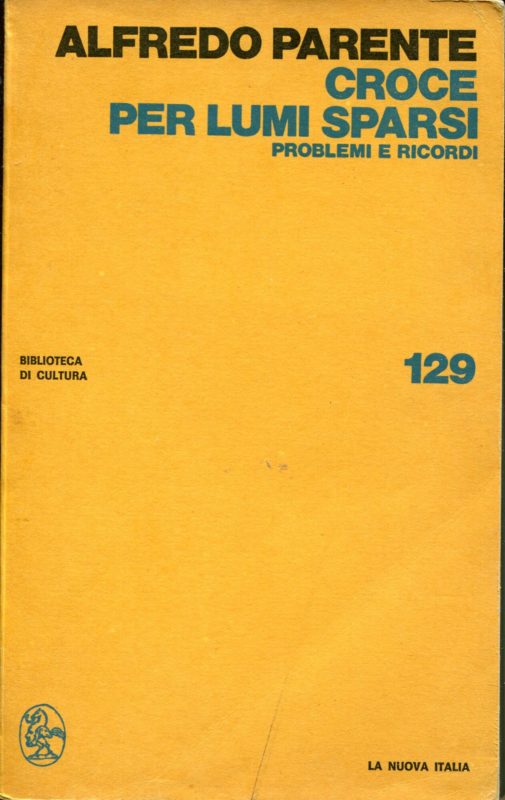 ALFREDO PARENTE
CROCE
PER LUMI SPARSI
PROBLEMI E RICORDI
BIBLIOTECA
DI CULTURA
129
LA NUOVA ITALIA